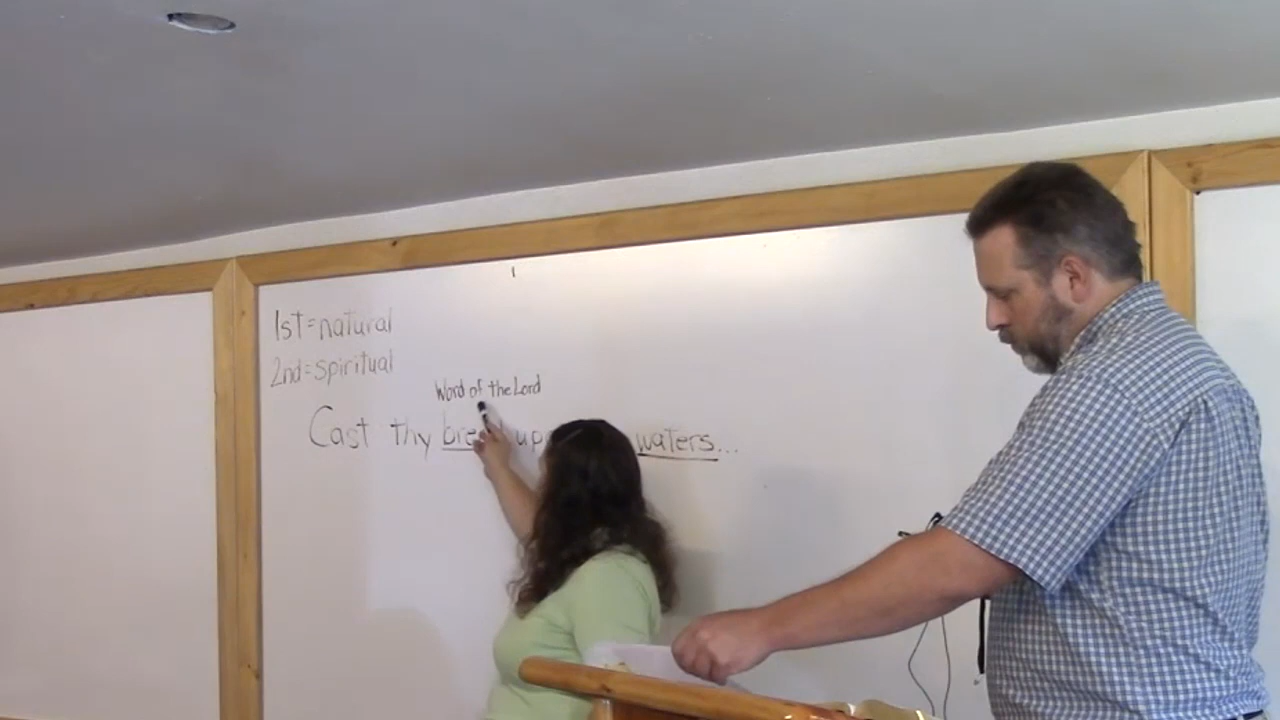 1st=natural
2nd=spiritual
Word of the Lord
Cast thy waters...